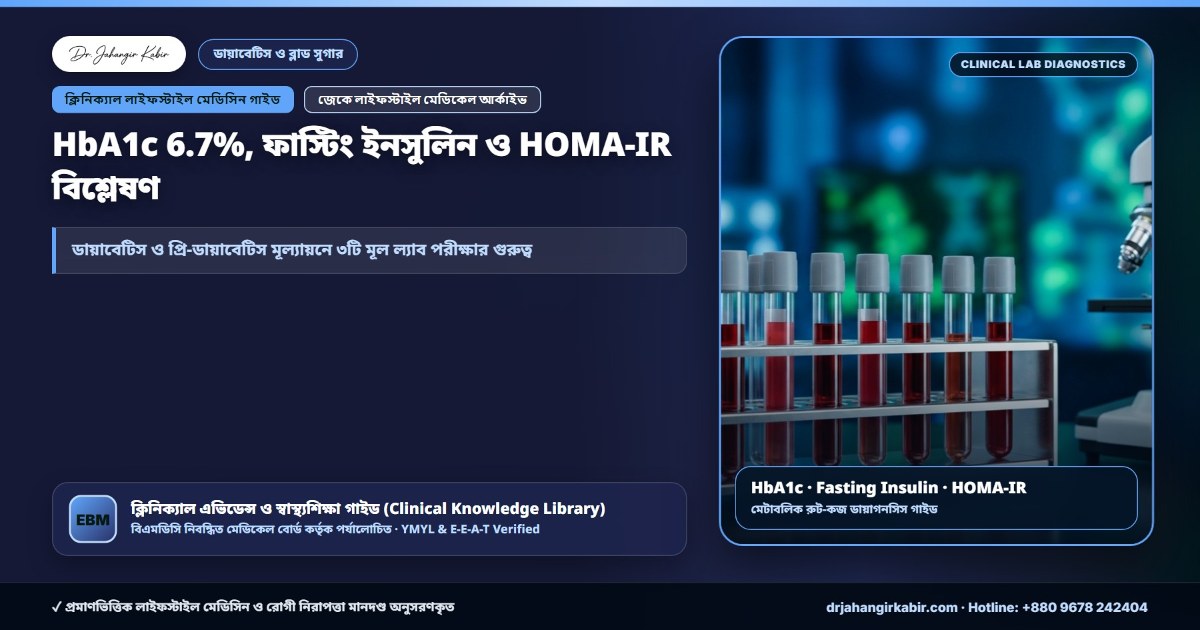 Dr. Jahangir Kabir
ডায়াবেটিস ও ব্লাড সুগার
ক্লিনিক্যাল লাইফস্টাইল মেডিসিন গাইড
জেকে লাইফস্টাইল মেডিকেল আর্কাইভ
HbA1c 6.7%, ফাস্টিং ইনসুলিন ও HOMA-IR
বিশ্লেষণ
ডায়াবেটিস ও প্রি-ডায়াবেটিস মূল্যায়নে ৩টি মূল ল্যাব পরীক্ষার গুরুত্ব
EBM
ক্লিনিক্যাল এভিডেন্স ও স্বাস্থ্যশিক্ষা গাইড (Clinical Knowledge Library)
বিএমডিসি নিবন্ধিত মেডিকেল বোর্ড কর্তৃক পর্যালোচিত · YMYL & E-E-A-T Verified
CLINICAL LAB DIAGNOSTICS
HbA1c · Fasting Insulin · HOMA-IR
মেটাবলিক রুট-কজ ডায়াগনসিস গাইড
✓ প্রমাণভিত্তিক লাইফস্টাইল মেডিসিন ও রোগী নিরাপত্তা মানদণ্ড অনুসরণকৃত
drjahangirkabir.com · Hotline: +880 9678 242404